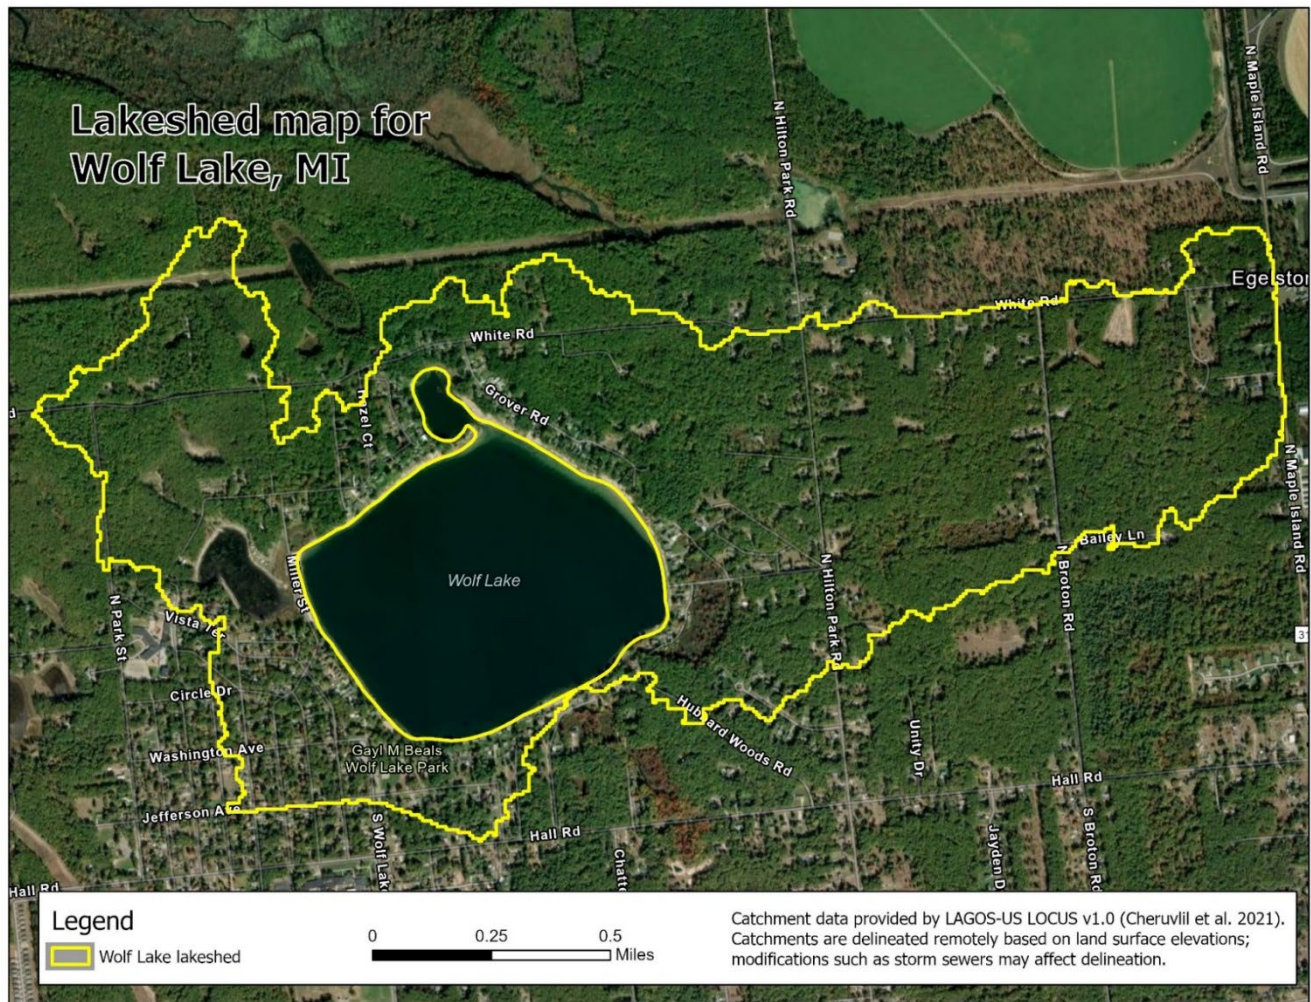 Lakeshed map for
Wolf Lake, MI
N Maple Island Rd
N Hilton Park Rd
Egelston
White Rd
White Rd
Hazel Ct
Grover Rd
d
N Maple Island Rd
Bailey Ln
N Broton Rd
Miller St
Wolf Lake
N Hilton Park Rd
N Park St
Vista Ter
3
Circle Dr
Hubbard Woods Rd
Unity Dr
Washington Ave
Gayl M Beals
Wolf Lake Park
Hall Rd
Jefferson Ave
Hall Rd
S Wolf Lake
Chatte
Jayden D
S Broton Rd
Hall Rd
Legend
Wolf Lake lakeshed
0 0.25 0.5
Miles
Catchment data provided by LAGOS-US LOCUS v1.0 (Cheruvlil et al. 2021).
Catchments are delineated remotely based on land surface elevations;
modifications such as storm sewers may affect delineation.